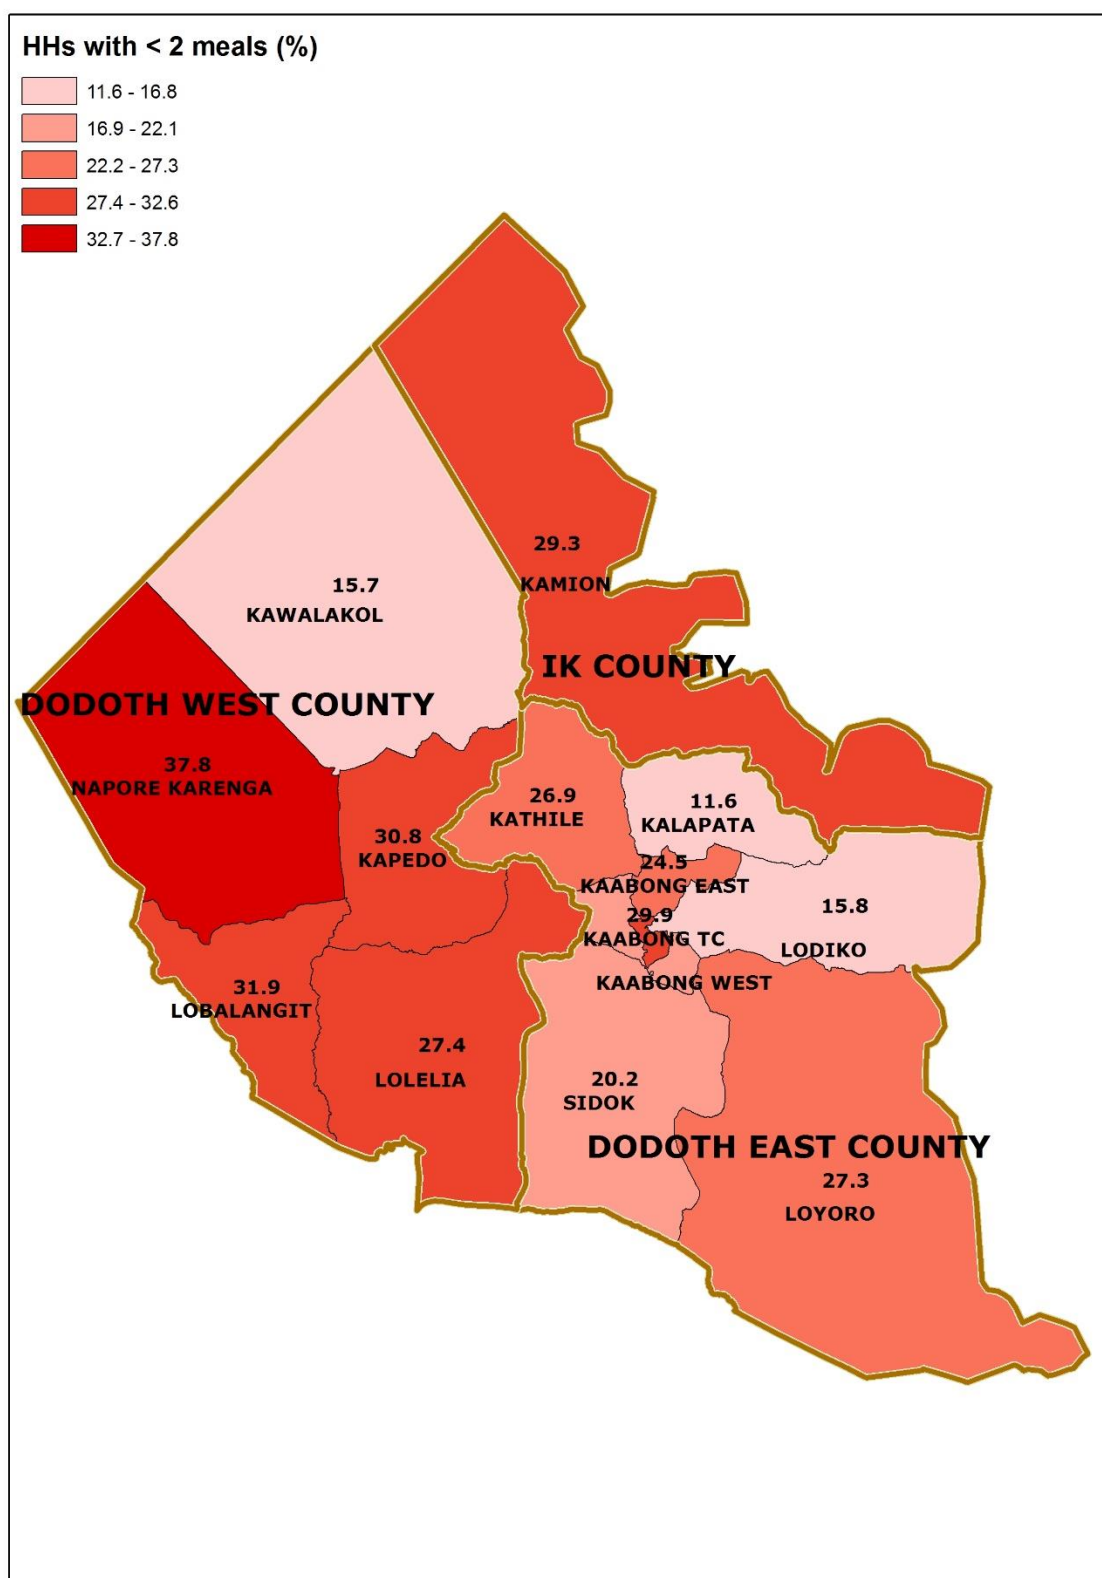 HHs with < 2 meals (%)
11.6 - 16.8
16.9 - 22.1
22.2 - 27.3
27.4 - 32.6
32.7 - 37.8
29.3
KAMION
15.7
KAWALAKOL
IK COUNTY
DODOTH WEST COUNTY
37.8
NAPORE KARENGA
26.9
KATHILE
11.6
KALAPATA
30.8
KAPEDO
24.5
KAABONG EAST
15.8
LODIKO
29.9
KAABONG TC
KAABONG WEST
31.9
LOBALANGIT
27.4
LOLELIA
20.2
SIDOK
DODOTH EAST COUNTY
27.3
LOYORO